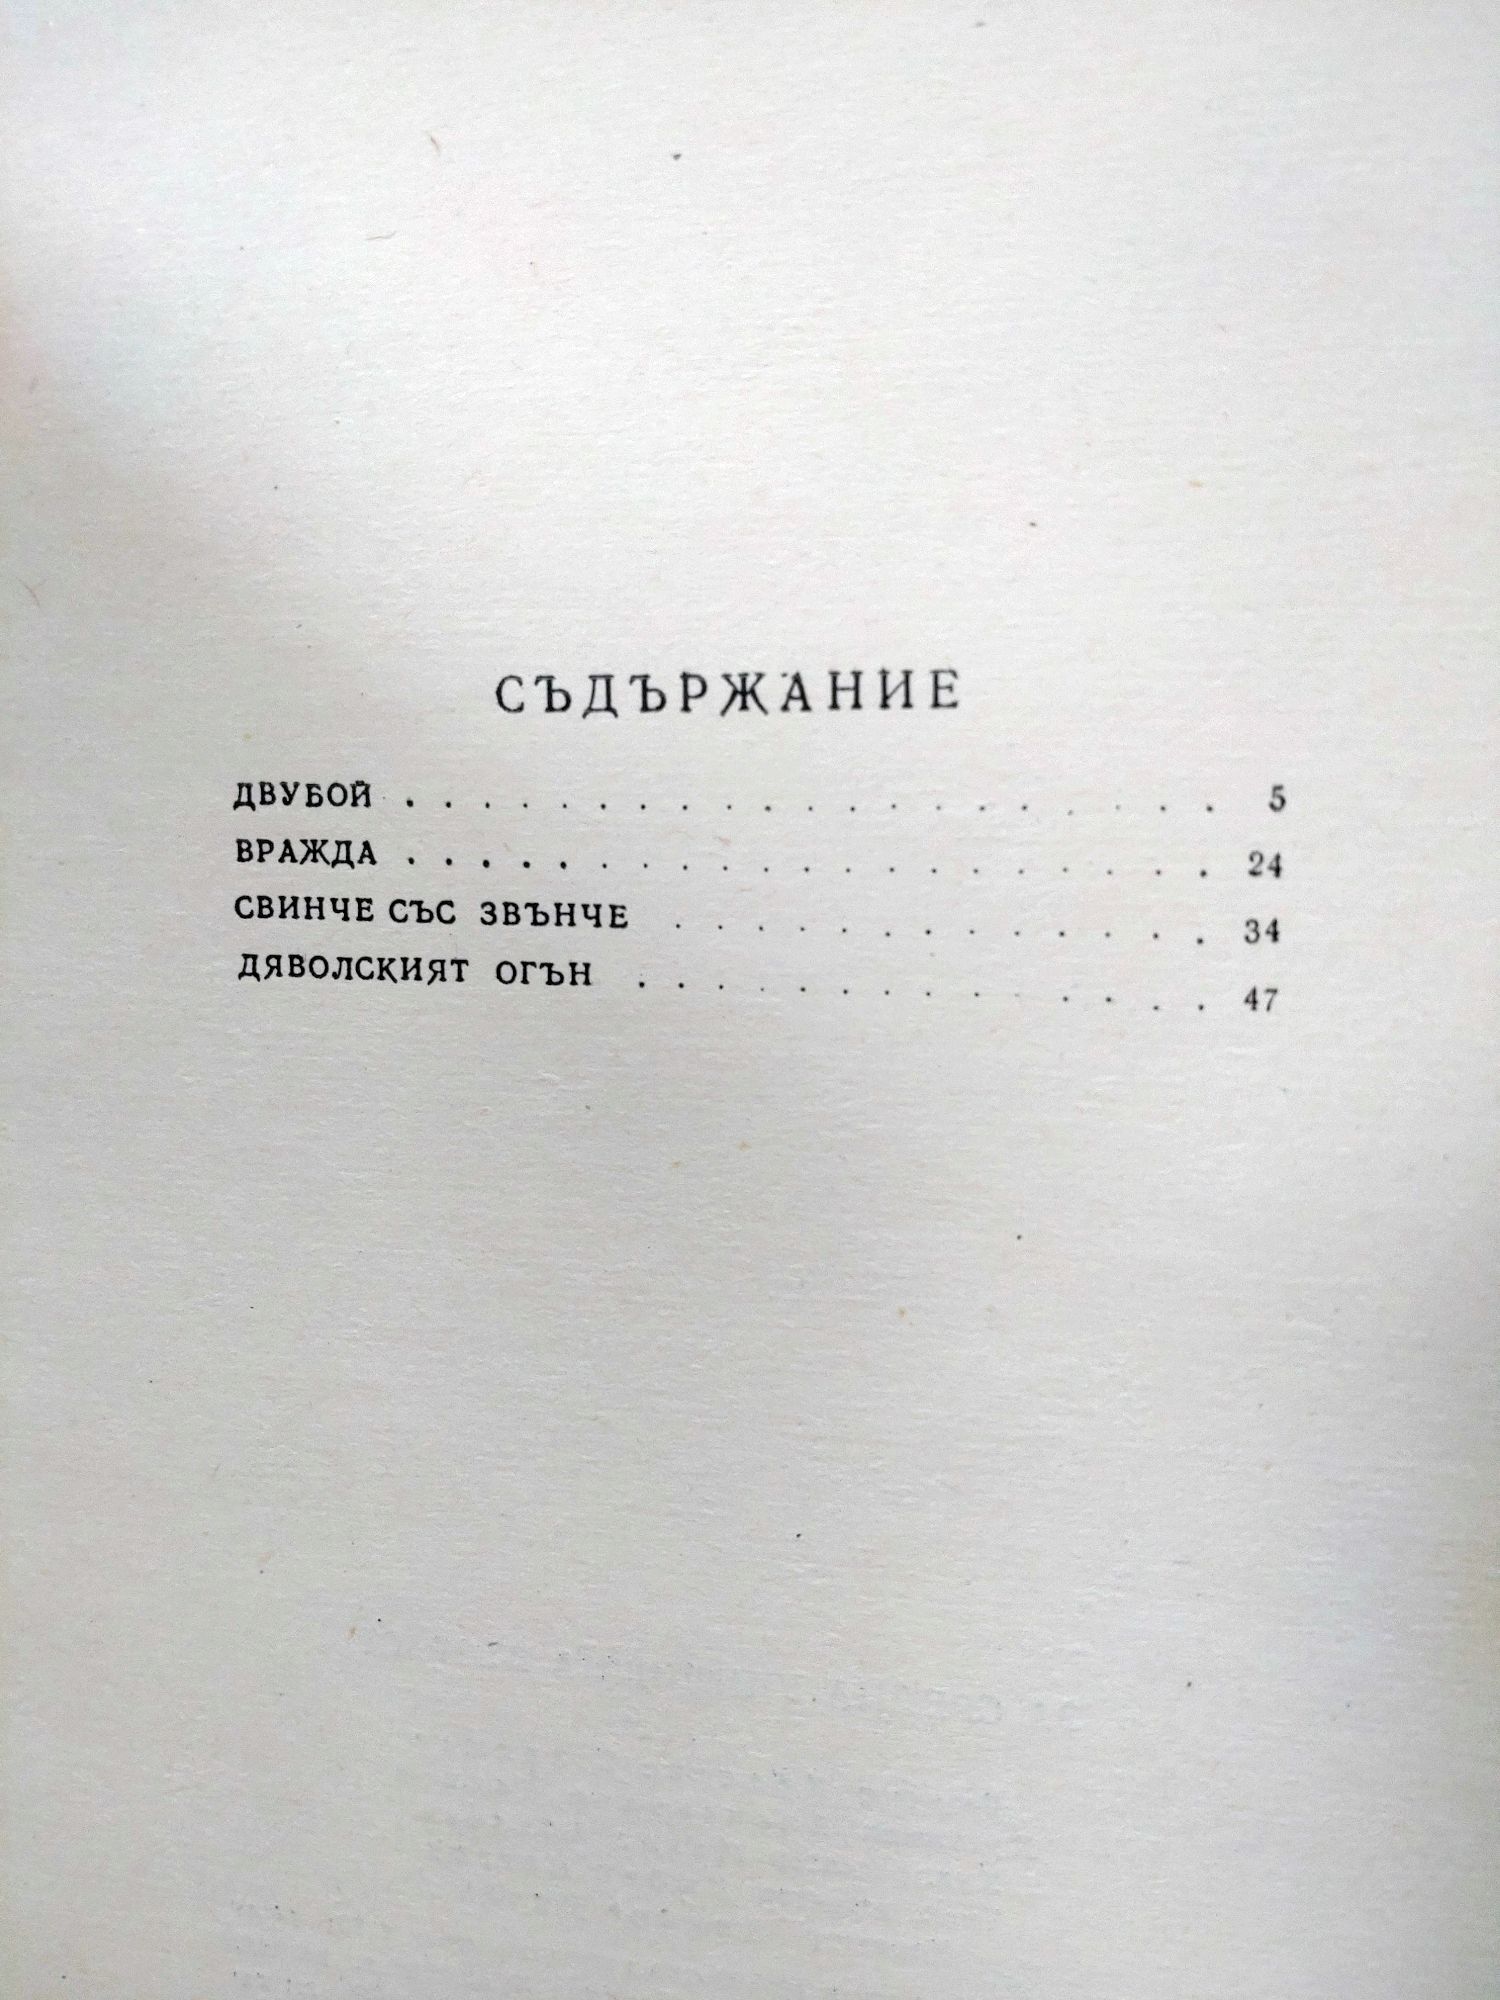 СЪДЪРЖАНИЕ
ДВУБОЙ . . . . . . . . . . . . . . . . . . . . . 5
ВРАЖДА . . . . . . . . . . . . . . . . . . . . . 24
СВИНЧЕ СЪС ЗВЪНЧЕ . . . . . . . . . . . . . . 34
ДЯВОЛСКИЯТ ОГЪН . . . . . . . . . . . . . . . 47